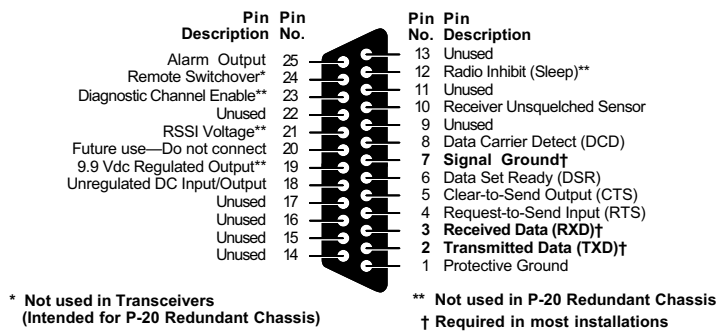 Pin Pin
Description No.
Alarm Output 25
Remote Switchover* 24
Diagnostic Channel Enable** 23
Unused 22
RSSI Voltage** 21
Future use—Do not connect 20
9.9 Vdc Regulated Output** 19
Unregulated DC Input/Output 18
Unused 17
Unused 16
Unused 15
Unused 14
Pin Pin
No. Description
13 Unused
12 Radio Inhibit (Sleep)**
11 Unused
10 Receiver Unsquelched Sensor
9 Unused
8 Data Carrier Detect (DCD)
7 Signal Ground†
6 Data Set Ready (DSR)
5 Clear-to-Send Output (CTS)
4 Request-to-Send Input (RTS)
3 Received Data (RXD)†
2 Transmitted Data (TXD)†
1 Protective Ground
* Not used in Transceivers
(Intended for P-20 Redundant Chassis)
** Not used in P-20 Redundant Chassis
† Required in most installations